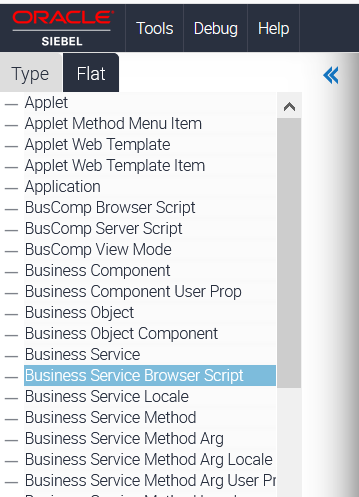 ORACLE
SIEBEL
Tools
Debug
Help
Type
Flat
Applet
Applet Method Menu Item
Applet Web Template
Applet Web Template Item
Application
BusComp Browser Script
BusComp Server Script
BusComp View Mode
Business Component
Business Component User Prop
Business Object
Business Object Component
Business Service
Business Service Browser Script
Business Service Locale
Business Service Method
Business Service Method Arg
Business Service Method Arg Locale
Business Service Method Arg User Pr